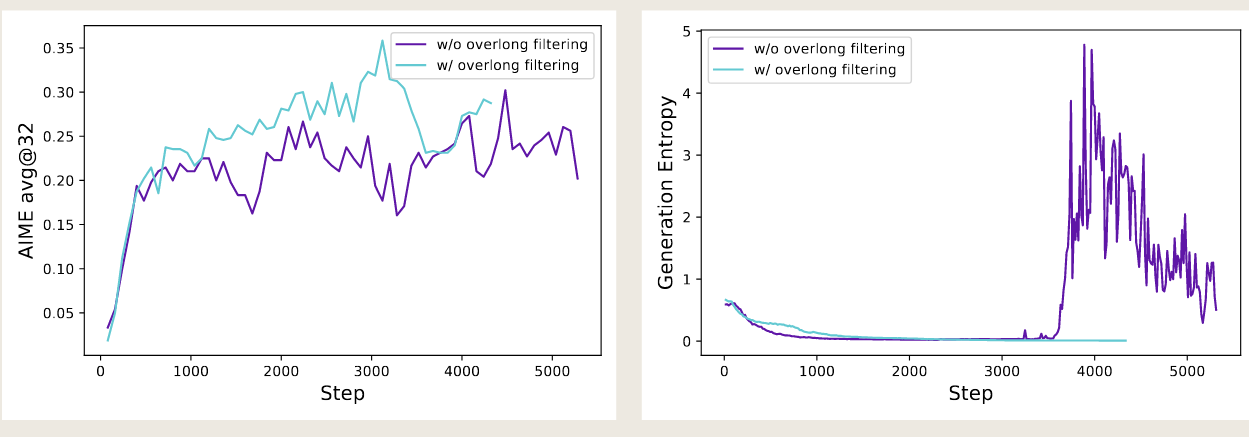 w/o overlong filtering
w/ overlong filtering
AIME avg@32
0.35
0.30
0.25
0.20
0.15
0.10
0.05
0 1000 2000 3000 4000 5000
Step
w/o overlong filtering
w/ overlong filtering
Generation Entropy
5
4
3
2
1
0
0 1000 2000 3000 4000 5000
Step